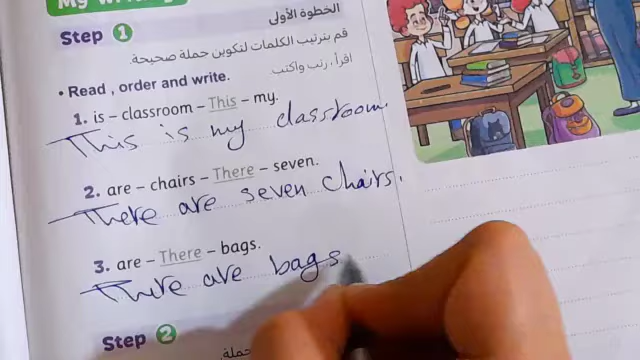 My Writing
الخطوة الأولى
Step 1
قم بترتيب الكلمات لتكوين جملة صحيحة.
• Read , order and write.
اقرأ، رتب واكتب
1. is – classroom – This – my.
This is my classroom.
2. are – chairs – There – seven.
There are seven chairs.
3. are – There – bags.
There are bags
Step 2
جملة